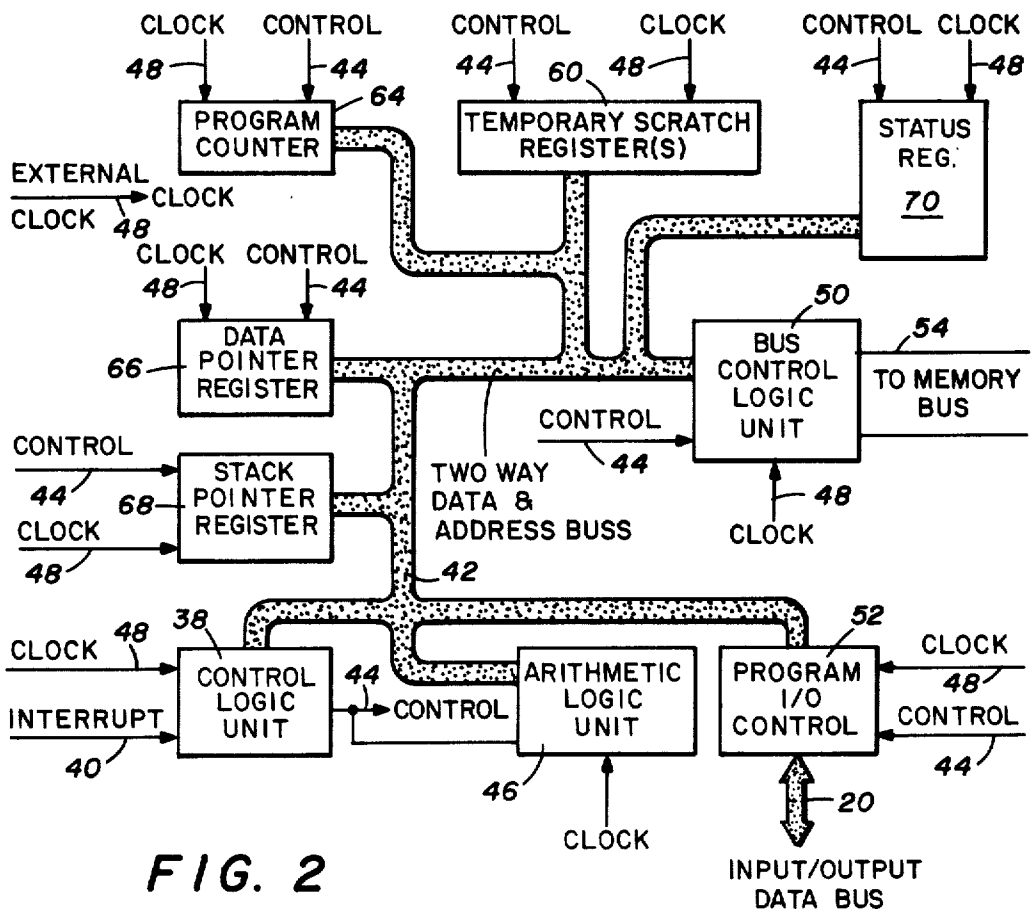 CLOCK CONTROL
48 44
64
PROGRAM
COUNTER
CONTROL CLOCK
44 60 48
TEMPORARY SCRATCH
REGISTER(S)
CONTROL CLOCK
44 48
STATUS
REG.
70
EXTERNAL
CLOCK
CLOCK
48
CLOCK CONTROL
48 44
DATA
POINTER
REGISTER
66
50
BUS
CONTROL
LOGIC
UNIT
54
TO MEMORY
BUS
CONTROL
44
48
CLOCK
TWO WAY
DATA &
ADDRESS BUSS
CONTROL
44
STACK
POINTER
REGISTER
68
CLOCK
48
42
38
CLOCK
48
CONTROL
LOGIC
UNIT
INTERRUPT
40
44
CONTROL
ARITHMETIC
LOGIC
UNIT
46
CLOCK
52
PROGRAM
I/O
CONTROL
CLOCK
48
CONTROL
44
20
INPUT/OUTPUT
DATA BUS
FIG. 2